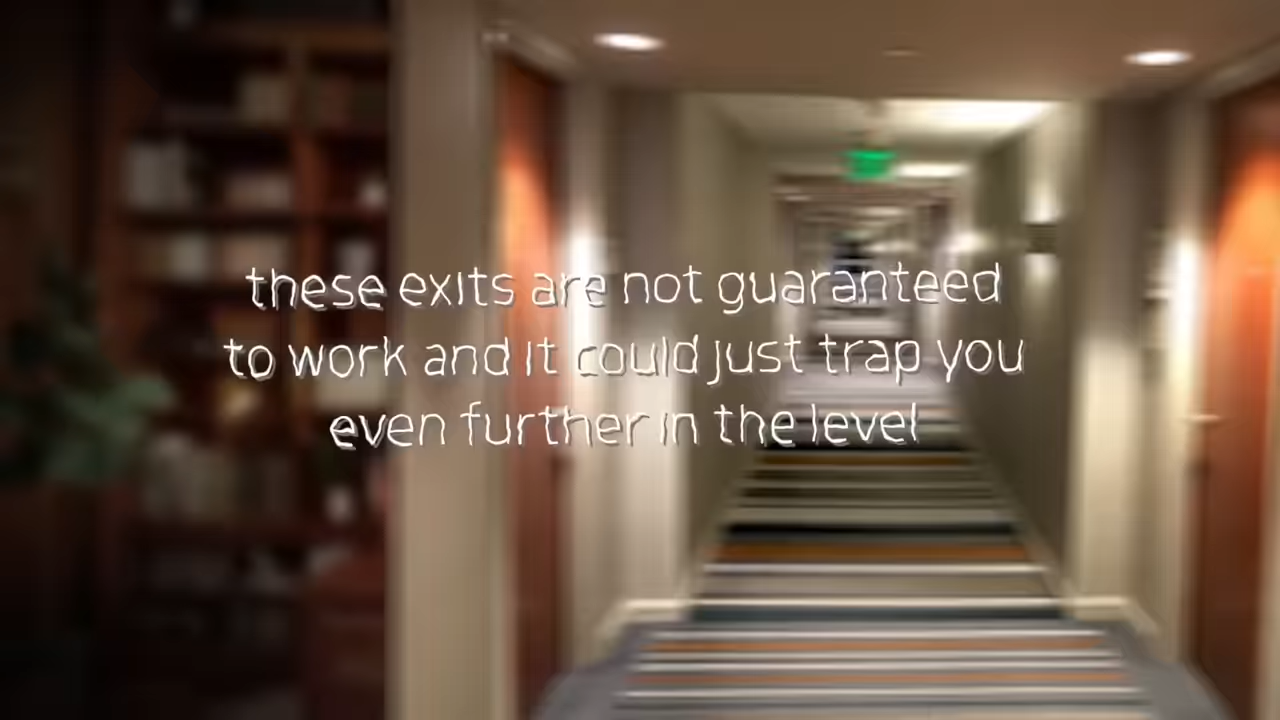 these exits are not guaranteed
to work and it could just trap you
even further in the level